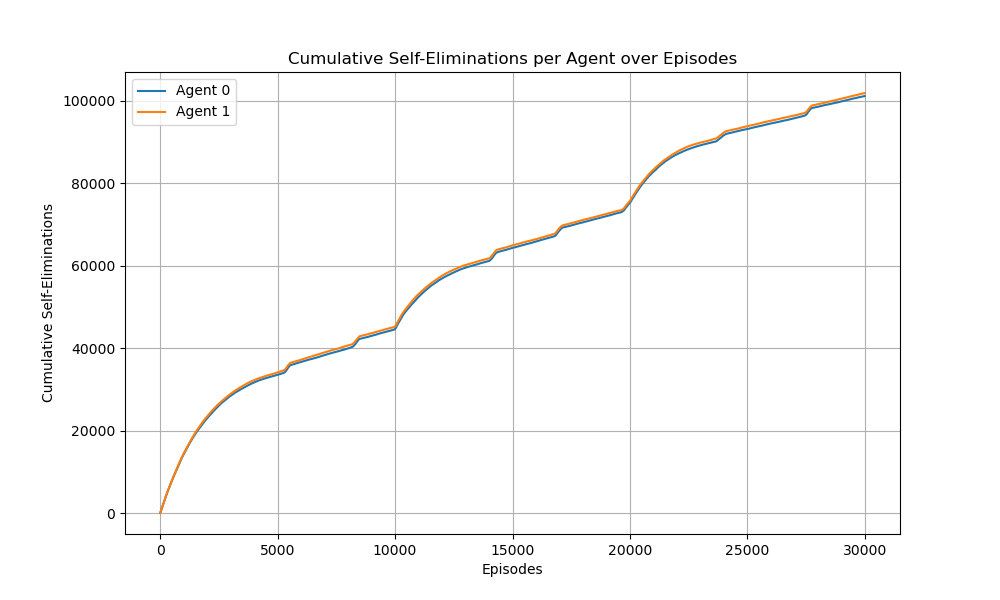 Cumulative Self-Eliminations per Agent over Episodes
Agent 0
Agent 1
100000
80000
60000
40000
20000
0
Cumulative Self-Eliminations
0 5000 10000 15000 20000 25000 30000
Episodes